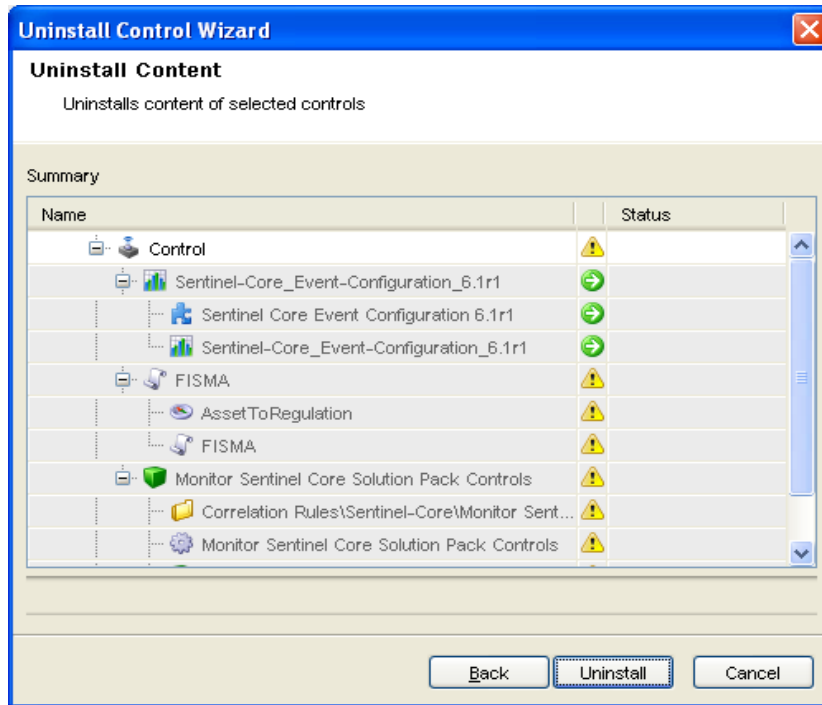 Uninstall Control Wizard
Uninstall Content
Uninstalls content of selected controls
Summary
Name Status
Control
Sentinel-Core_Event-Configuration_6.1r1
Sentinel Core Event Configuration 6.1r1
Sentinel-Core_Event-Configuration_6.1r1
FISMA
AssetToRegulation
FISMA
Monitor Sentinel Core Solution Pack Controls
Correlation Rules\Sentinel-Core\Monitor Sent...
Monitor Sentinel Core Solution Pack Controls
Back Uninstall Cancel